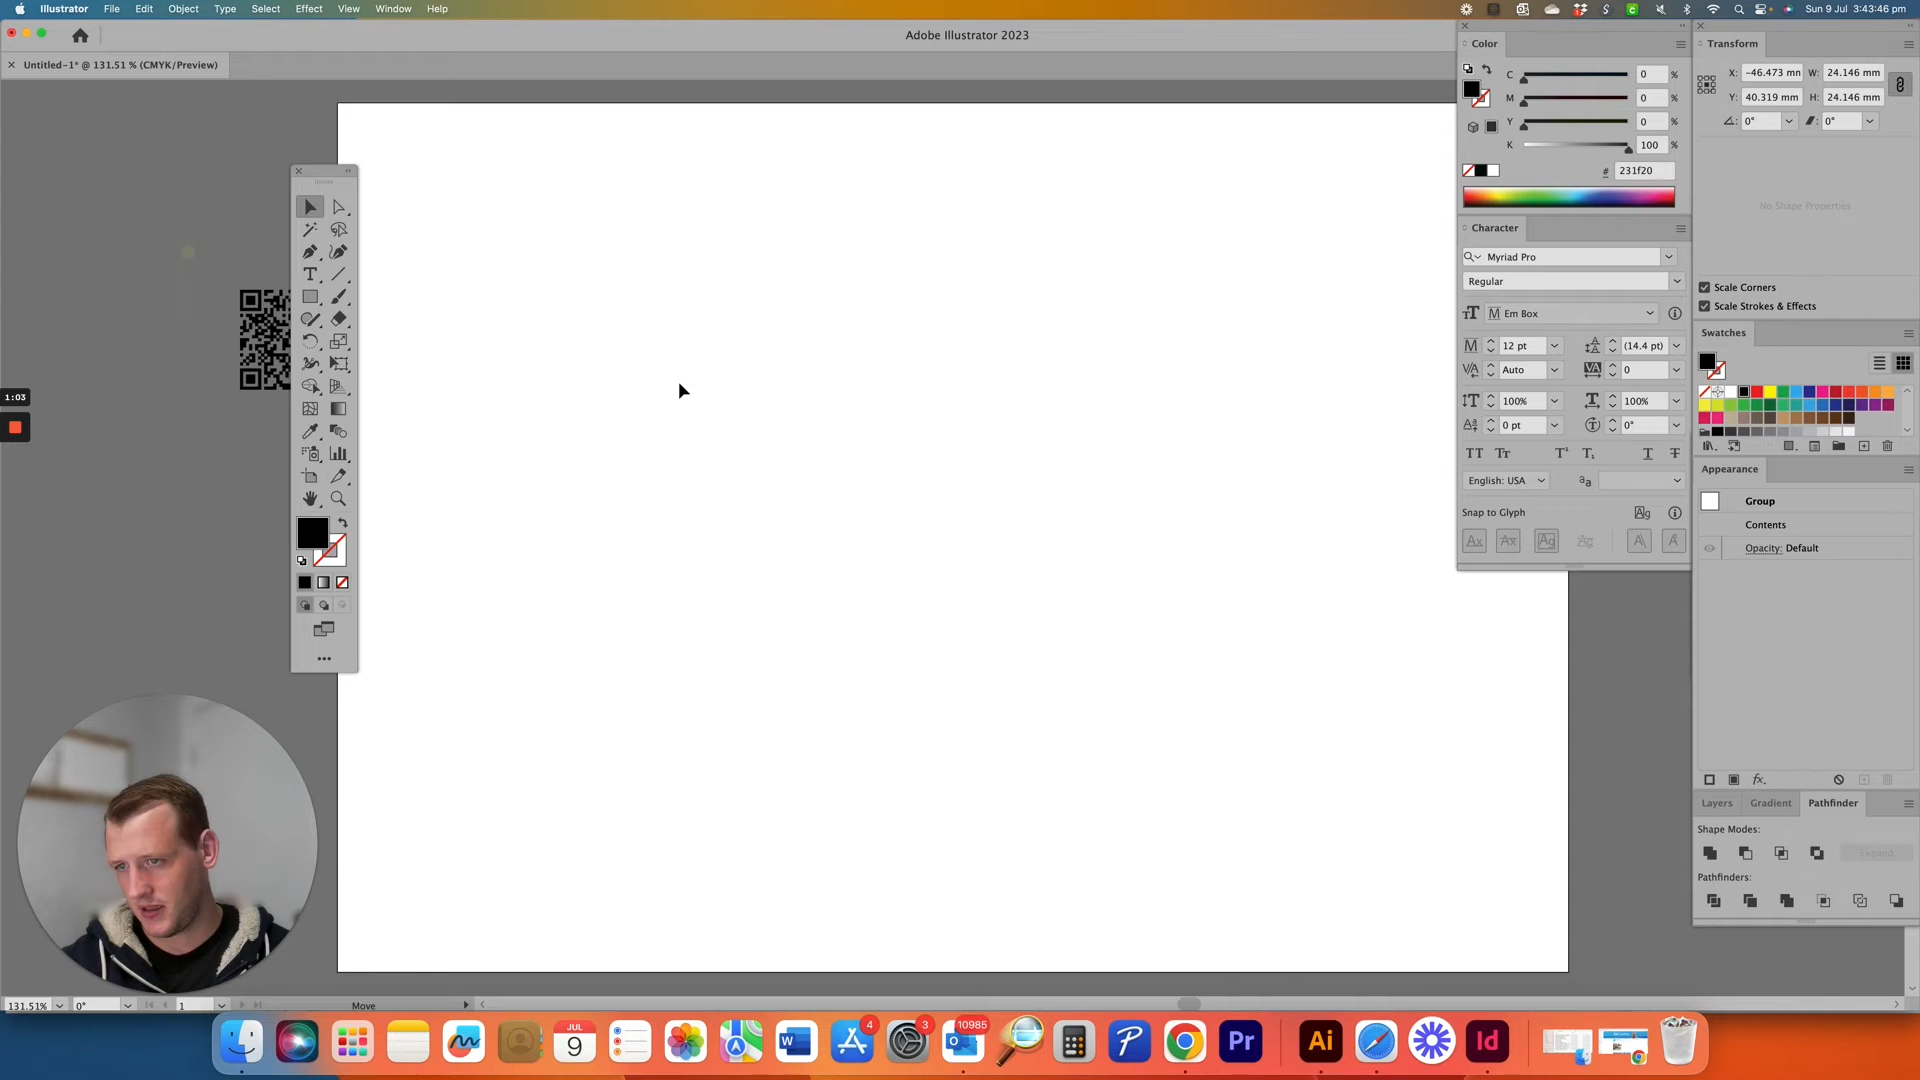 Illustrator File Edit Object Type Select Effect View Window Help
Sun 9 Jul 3:43:46 pm
Adobe Illustrator 2023
Untitled-1* @ 131.51 % (CMYK/Preview)
Color
C 0 %
M 0 %
Y 0 %
K 100 %
# 231f20
Character
Myriad Pro
Regular
Em Box
12 pt (14.4 pt)
Auto 0
100% 100%
0 pt 0°
English: USA
Snap to Glyph
Transform
X: -46.473 mm W: 24.146 mm
Y: 40.319 mm H: 24.146 mm
0° 0°
No Shape Properties
Scale Corners
Scale Strokes & Effects
Swatches
Appearance
Group
Contents
Opacity: Default
Layers Gradient Pathfinder
Shape Modes:
Expand
Pathfinders:
1:03
131.51% 0° 1 Move
JUL
9
4
3
10985
Pr
Ai
Id